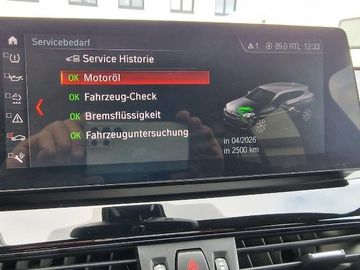 Servicebedarf
1 89.0 RTL 12:33
Service Historie
OK Motoröl
OK Fahrzeug-Check
OK Bremsflüssigkeit
OK Fahrzeuguntersuchung
in 04/2026
in 2500 km